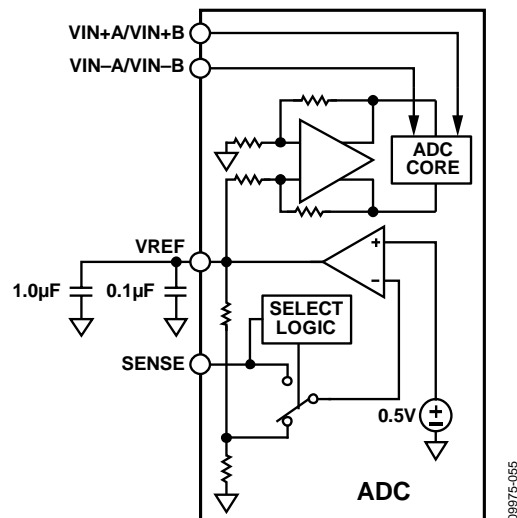 VIN+A/VIN+B
VIN–A/VIN–B
ADC
CORE
VREF
1.0µF
0.1µF
SELECT
LOGIC
SENSE
0.5V
ADC
09975-055